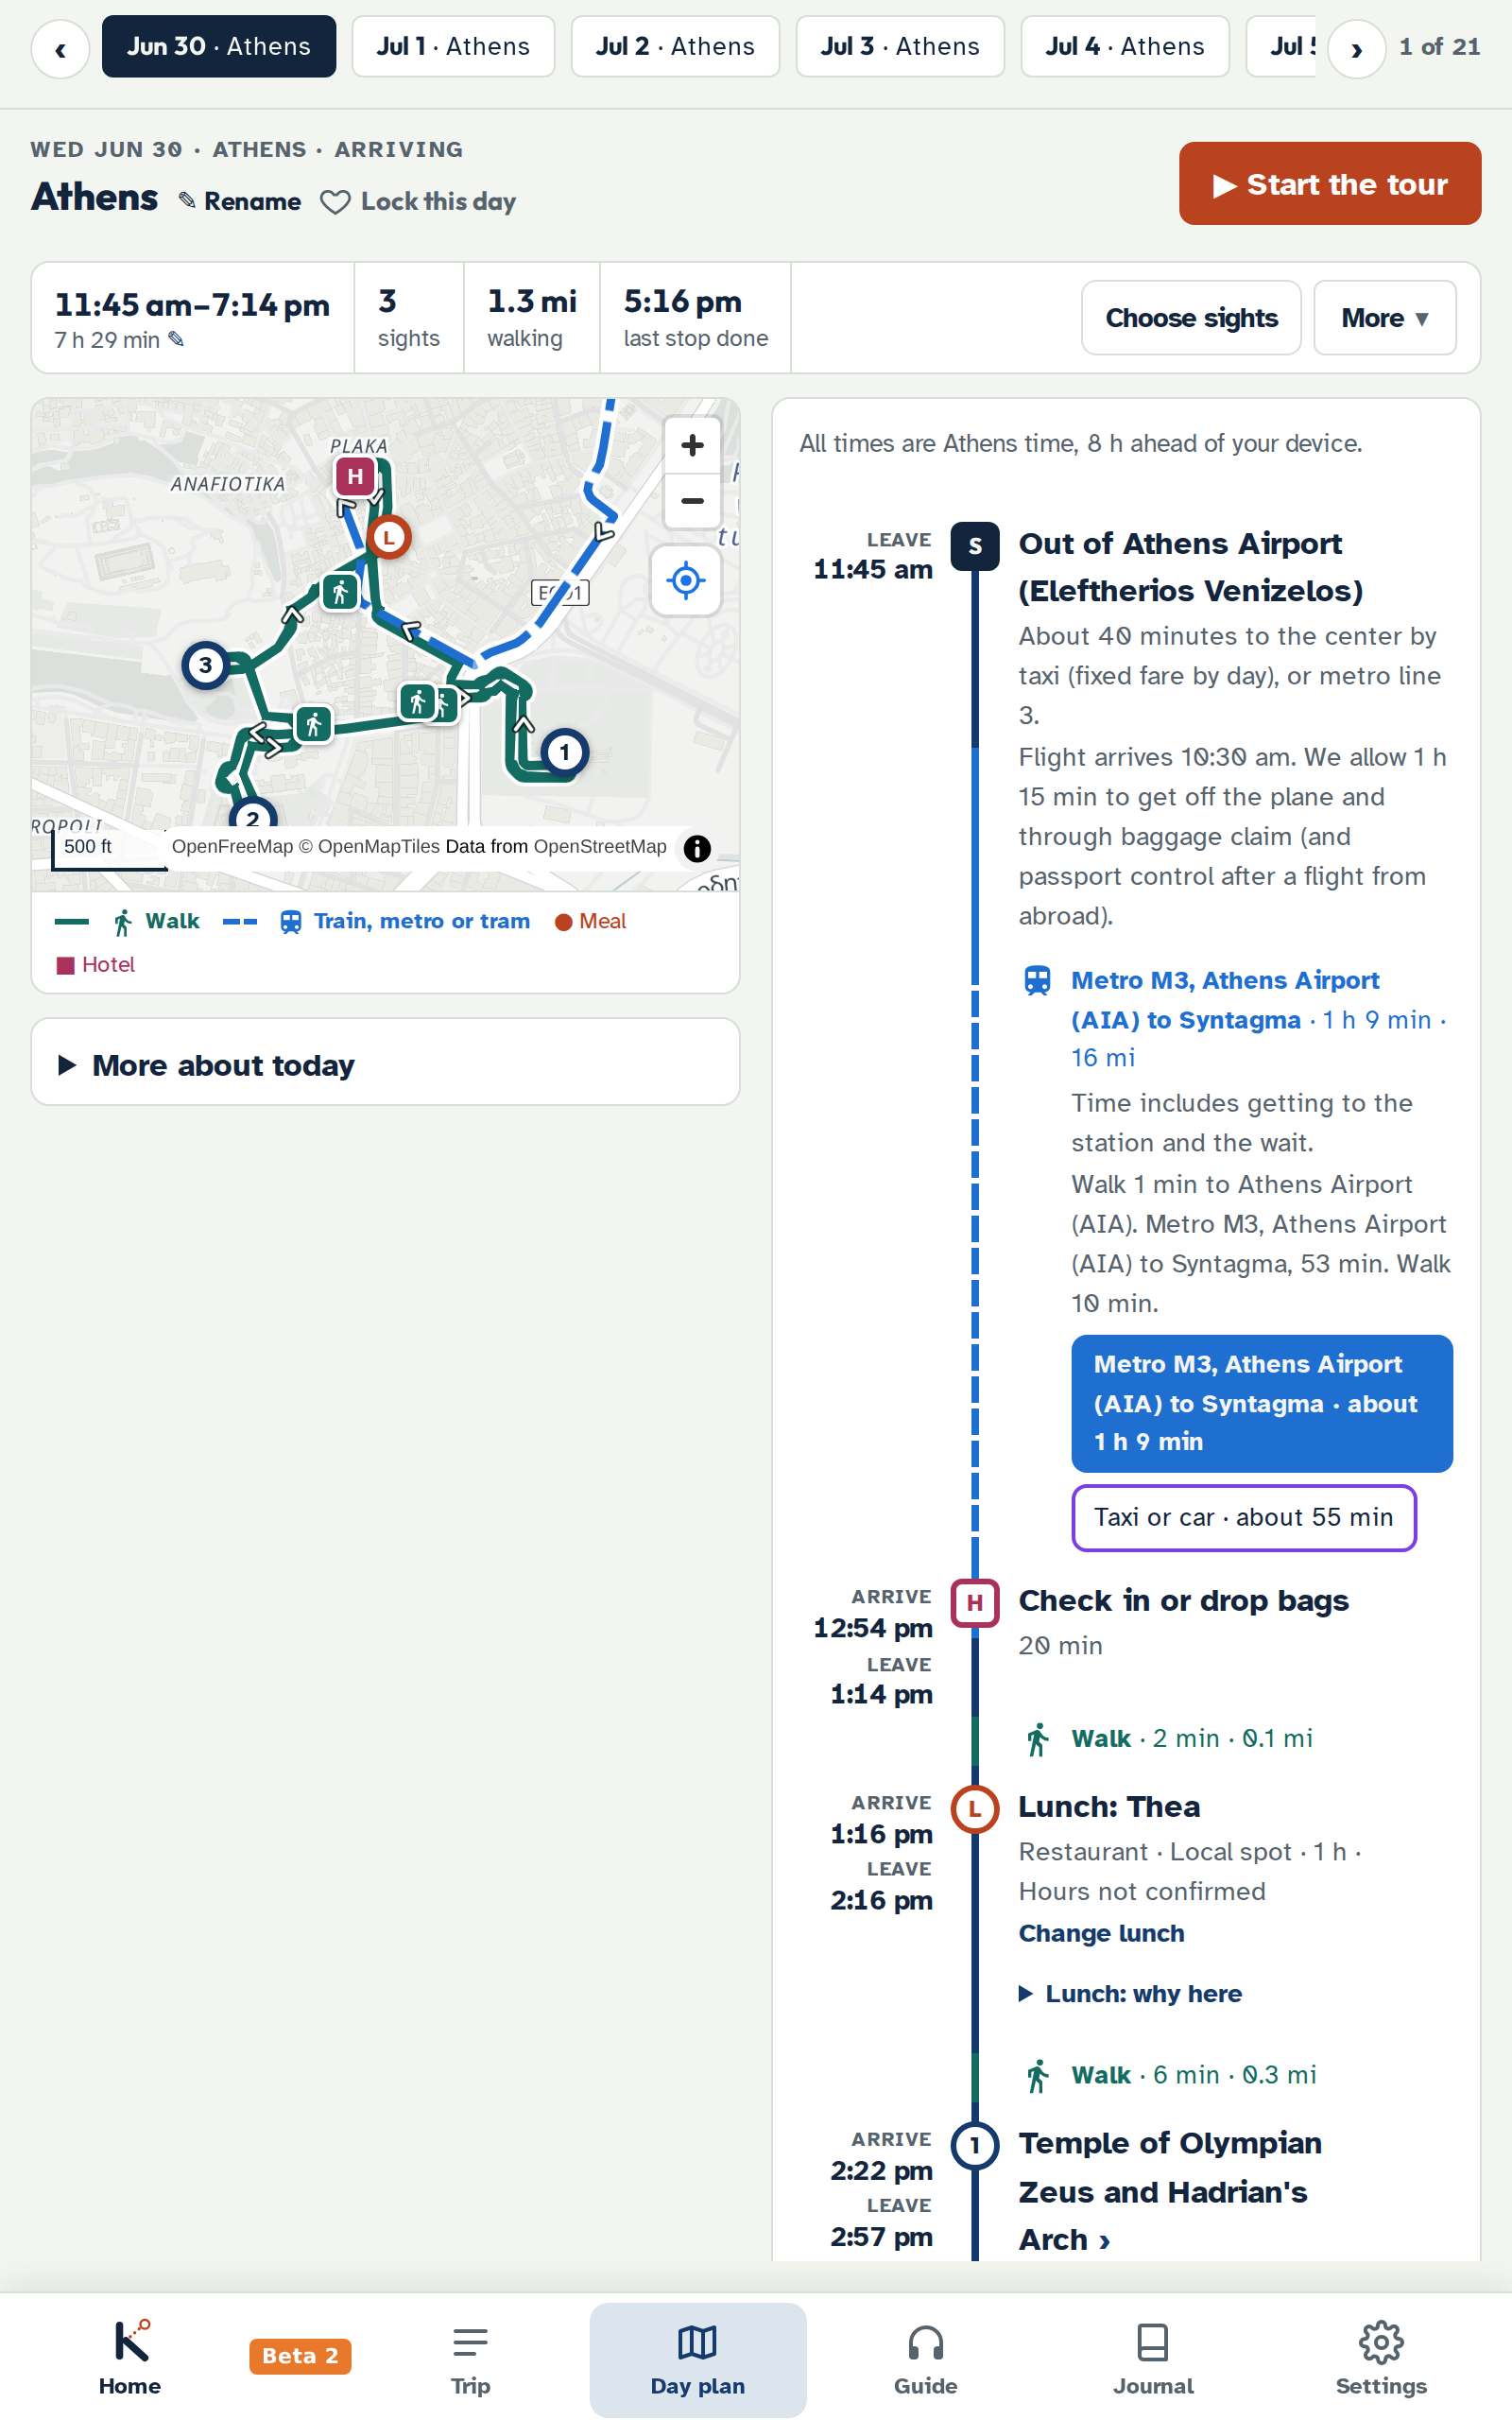 ‹
Jun 30 · Athens
Jul 1 · Athens
Jul 2 · Athens
Jul 3 · Athens
Jul 4 · Athens
Jul
›
1 of 21
WED JUN 30 · ATHENS · ARRIVING
Athens
✎ Rename
Lock this day
▶ Start the tour
11:45 am–7:14 pm
7 h 29 min ✎
3
sights
1.3 mi
walking
5:16 pm
last stop done
Choose sights
More ▼
PLAKA
ANAFIOTIKA
H
L
3
1
2
ROPOLI
500 ft
OpenFreeMap © OpenMapTiles Data from OpenStreetMap
Walk
Train, metro or tram
Meal
Hotel
▶ More about today
All times are Athens time, 8 h ahead of your device.
LEAVE
11:45 am
S
Out of Athens Airport
(Eleftherios Venizelos)
About 40 minutes to the center by
taxi (fixed fare by day), or metro line
3.
Flight arrives 10:30 am. We allow 1 h
15 min to get off the plane and
through baggage claim (and
passport control after a flight from
abroad).
Metro M3, Athens Airport
(AIA) to Syntagma · 1 h 9 min ·
16 mi
Time includes getting to the
station and the wait.
Walk 1 min to Athens Airport
(AIA). Metro M3, Athens Airport
(AIA) to Syntagma, 53 min. Walk
10 min.
Metro M3, Athens Airport
(AIA) to Syntagma · about
1 h 9 min
Taxi or car · about 55 min
ARRIVE
12:54 pm
LEAVE
1:14 pm
H
Check in or drop bags
20 min
Walk · 2 min · 0.1 mi
ARRIVE
1:16 pm
LEAVE
2:16 pm
L
Lunch: Thea
Restaurant · Local spot · 1 h ·
Hours not confirmed
Change lunch
▶ Lunch: why here
Walk · 6 min · 0.3 mi
ARRIVE
2:22 pm
LEAVE
2:57 pm
1
Temple of Olympian
Zeus and Hadrian's
Arch ›
Home
Beta 2
Trip
Day plan
Guide
Journal
Settings